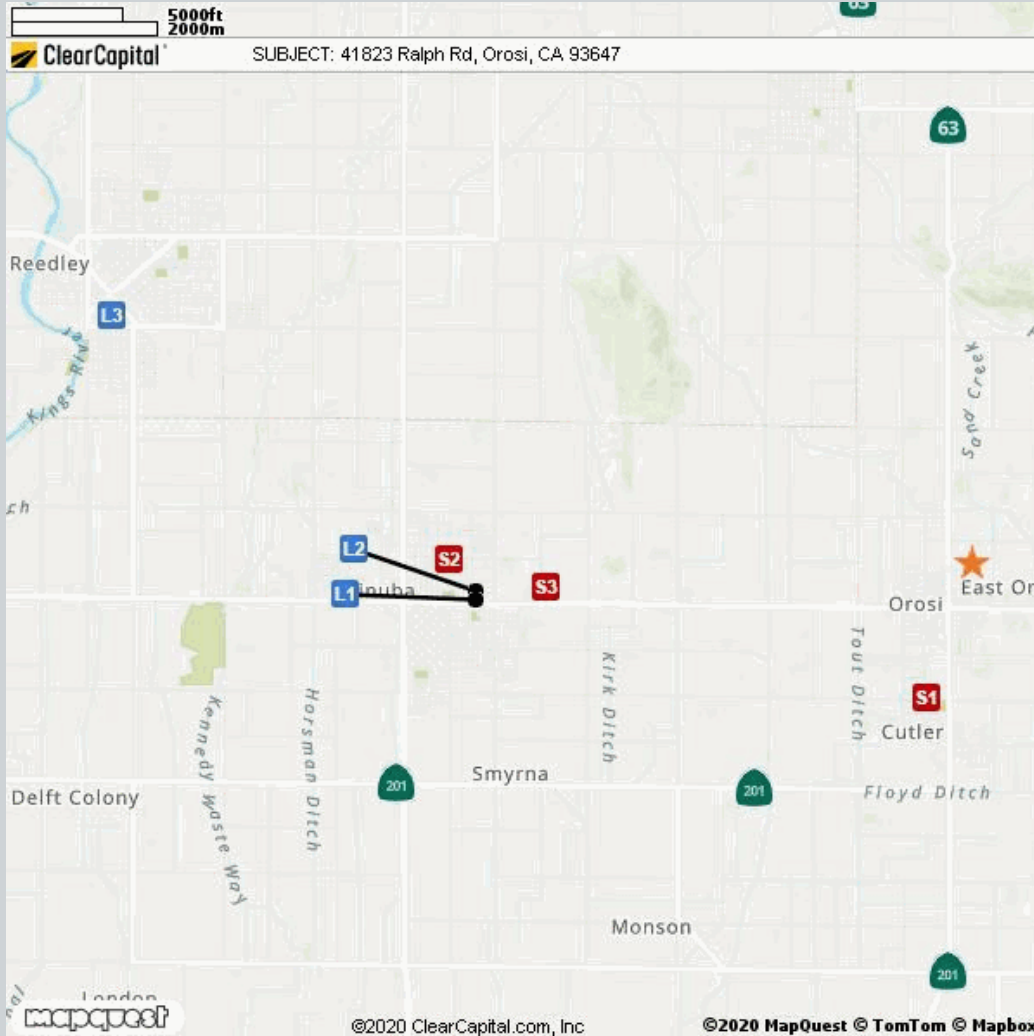 5000ft
2000m
63
ClearCapital
SUBJECT: 41823 Ralph Rd, Orosi, CA 93647
63
Reedley
L3
Kings River
Sand Creek
L2
S2
S3
L1
East Or
Orosi
Kirk Ditch
Tout Ditch
S1
Kennedy Waste Way
Horsman Ditch
Cutler
Smyrna
201
201
Delft Colony
Floyd Ditch
Monson
201
London
mapquest
©2020 ClearCapital.com, Inc
©2020 MapQuest © TomTom © Mapbox